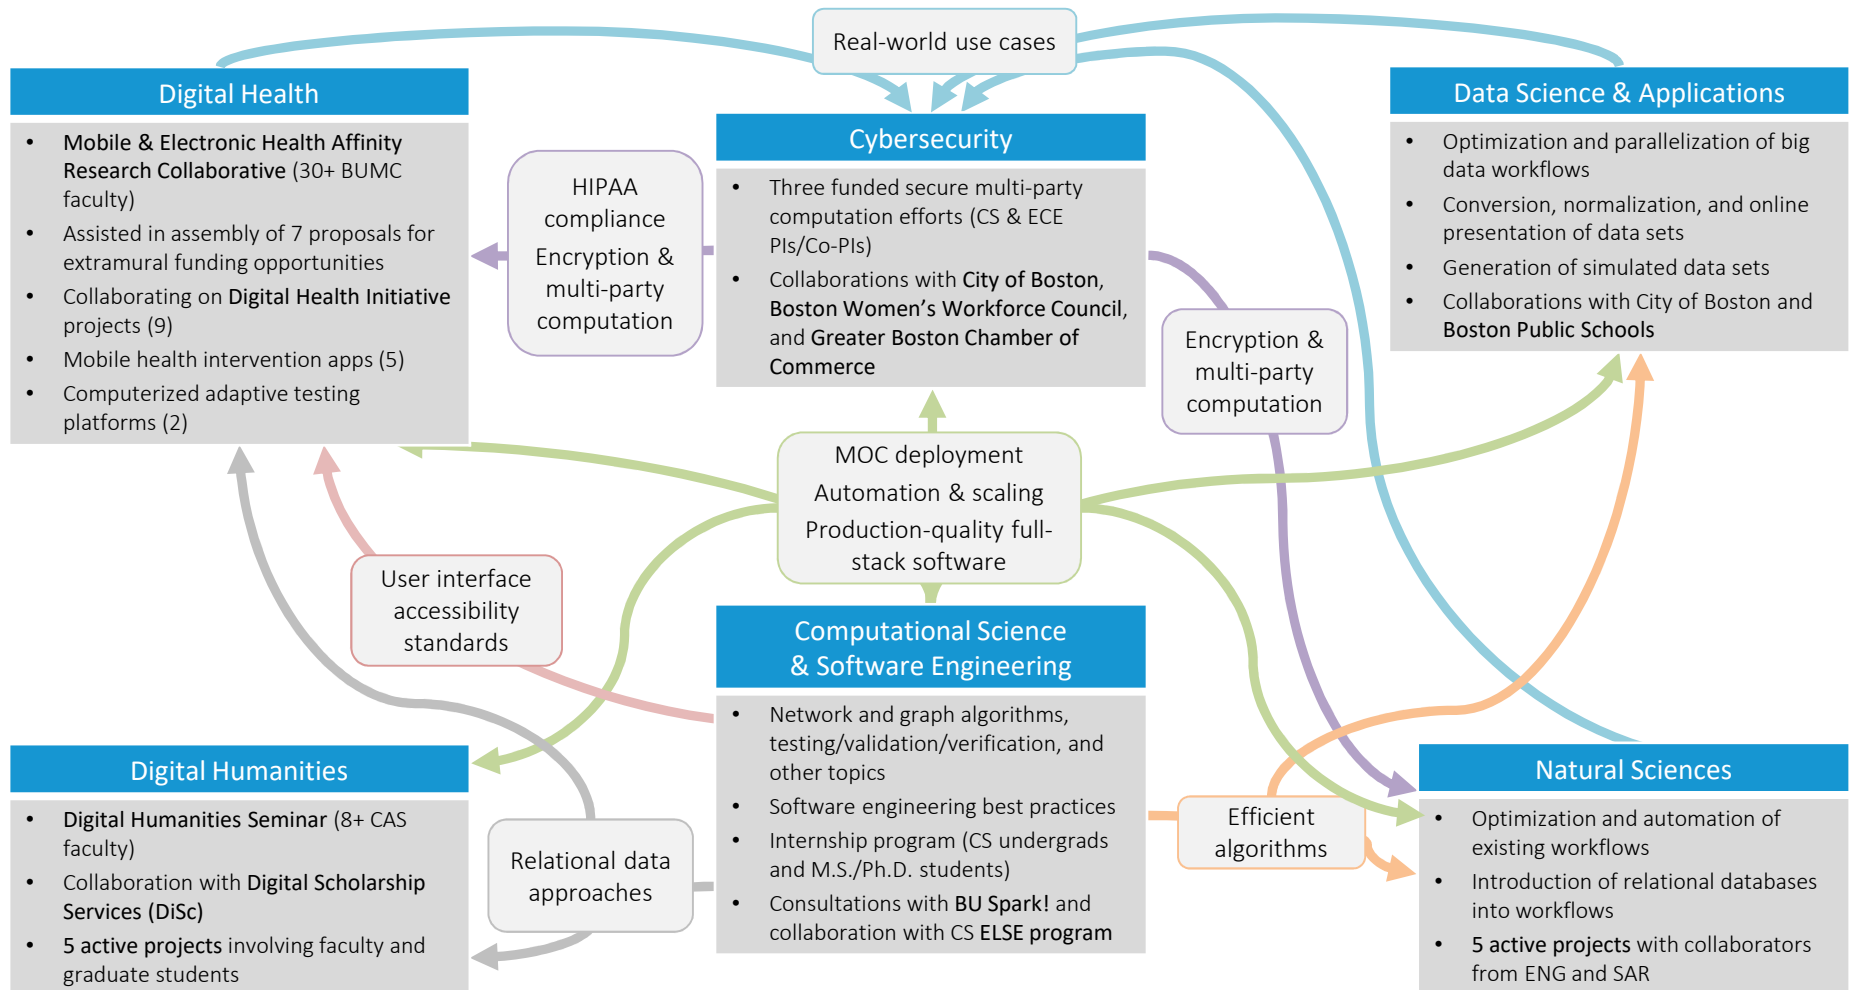 Real-world use cases
Digital Health
• Mobile & Electronic Health Affinity
Research Collaborative (30+ BUMC
faculty)
• Assisted in assembly of 7 proposals for
extramural funding opportunities
• Collaborating on Digital Health Initiative
projects (9)
• Mobile health intervention apps (5)
• Computerized adaptive testing
platforms (2)
HIPAA
compliance
Encryption &
multi-party
computation
Cybersecurity
• Three funded secure multi-party
computation efforts (CS & ECE
PIs/Co-PIs)
• Collaborations with City of Boston,
Boston Women’s Workforce Council,
and Greater Boston Chamber of
Commerce
Encryption &
multi-party
computation
Data Science & Applications
• Optimization and parallelization of big
data workflows
• Conversion, normalization, and online
presentation of data sets
• Generation of simulated data sets
• Collaborations with City of Boston and
Boston Public Schools
MOC deployment
Automation & scaling
Production-quality full-
stack software
User interface
accessibility
standards
Computational Science
& Software Engineering
• Network and graph algorithms,
testing/validation/verification, and
other topics
• Software engineering best practices
• Internship program (CS undergrads
and M.S./Ph.D. students)
• Consultations with BU Spark! and
collaboration with CS ELSE program
Digital Humanities
• Digital Humanities Seminar (8+ CAS
faculty)
• Collaboration with Digital Scholarship
Services (DiSc)
• 5 active projects involving faculty and
graduate students
Relational data
approaches
Efficient
algorithms
Natural Sciences
• Optimization and automation of
existing workflows
• Introduction of relational databases
into workflows
• 5 active projects with collaborators
from ENG and SAR